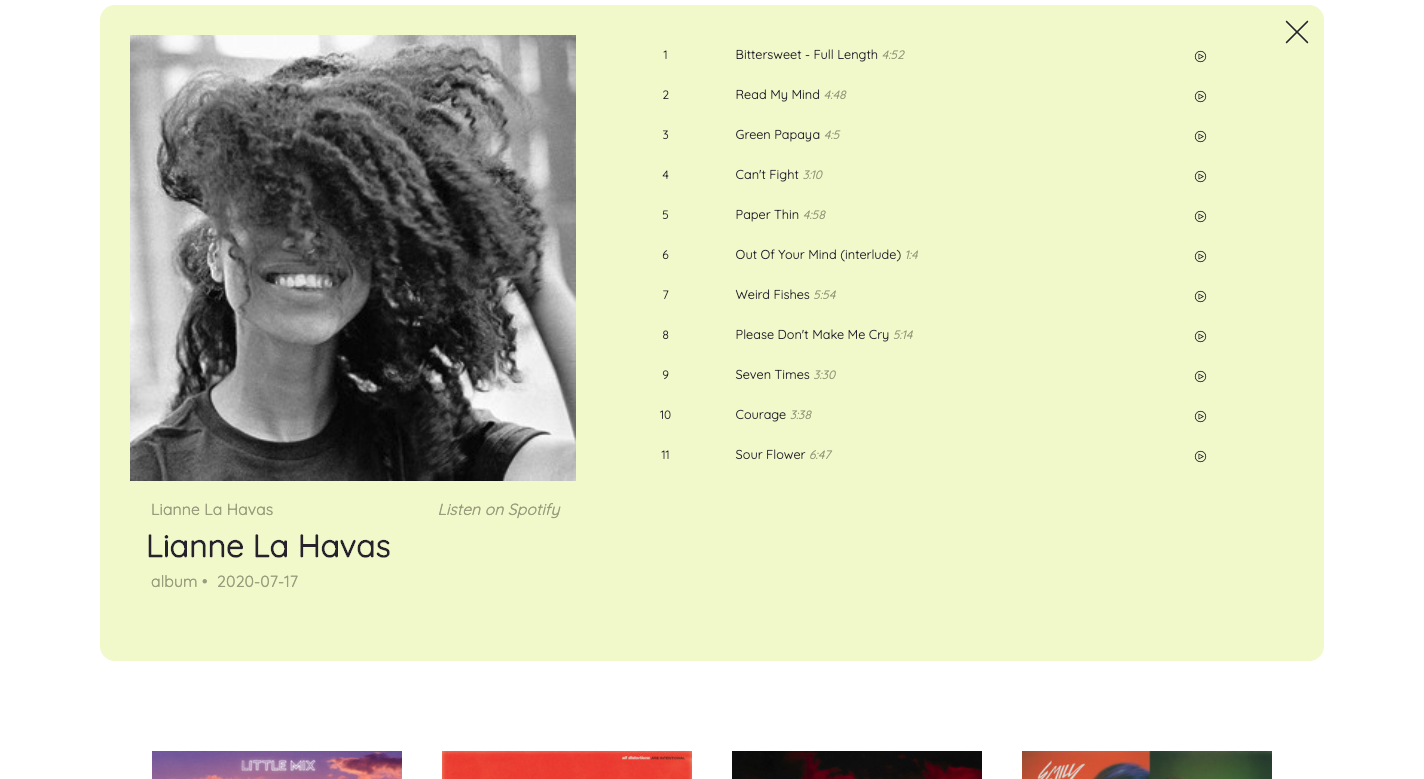 1 Bittersweet - Full Length 4:52
2 Read My Mind 4:48
3 Green Papaya 4:5
4 Can't Fight 3:10
5 Paper Thin 4:58
6 Out Of Your Mind (interlude) 1:4
7 Weird Fishes 5:54
8 Please Don't Make Me Cry 5:14
9 Seven Times 3:30
10 Courage 3:38
11 Sour Flower 6:47
Lianne La Havas Listen on Spotify
Lianne La Havas
album • 2020-07-17
LITTLE MIX
EMILY